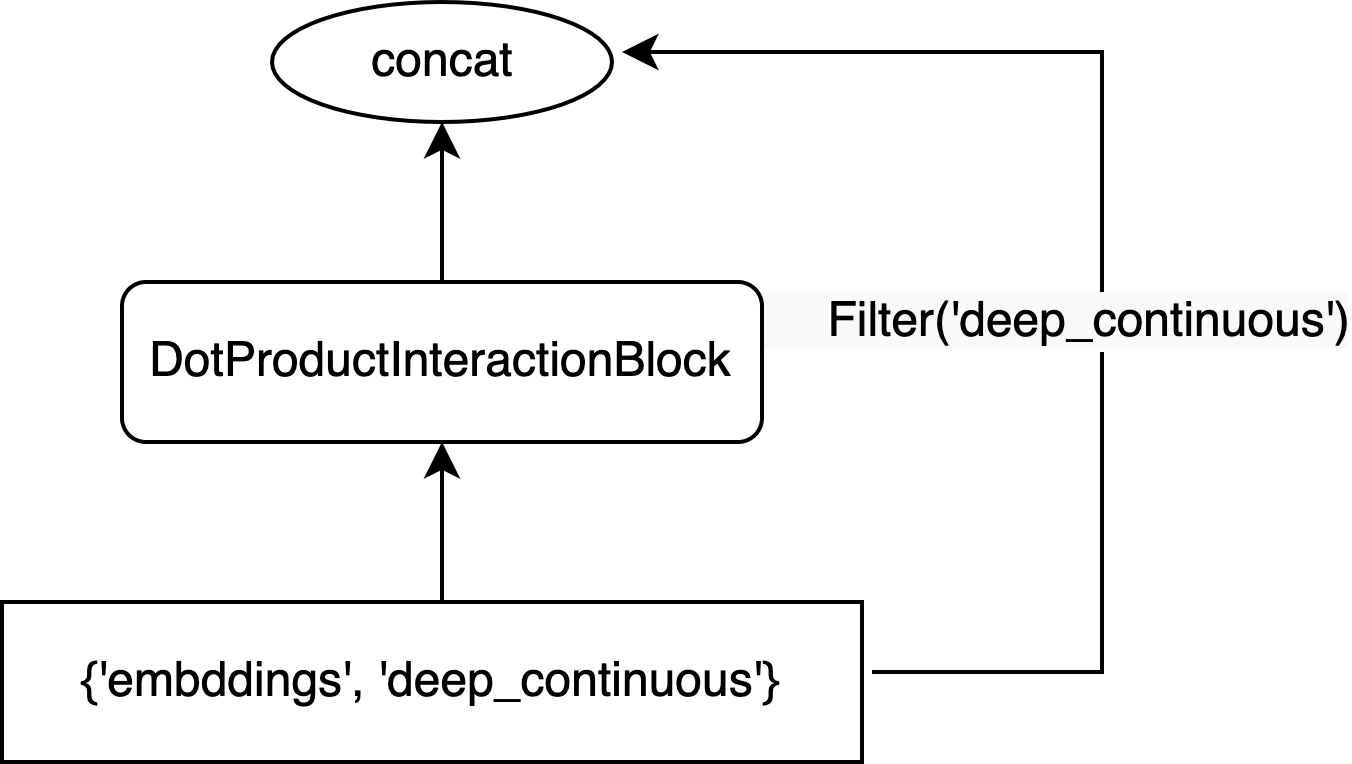 concat
Filter('deep_continuous')
DotProductInteractionBlock
{'embddings', 'deep_continuous'}